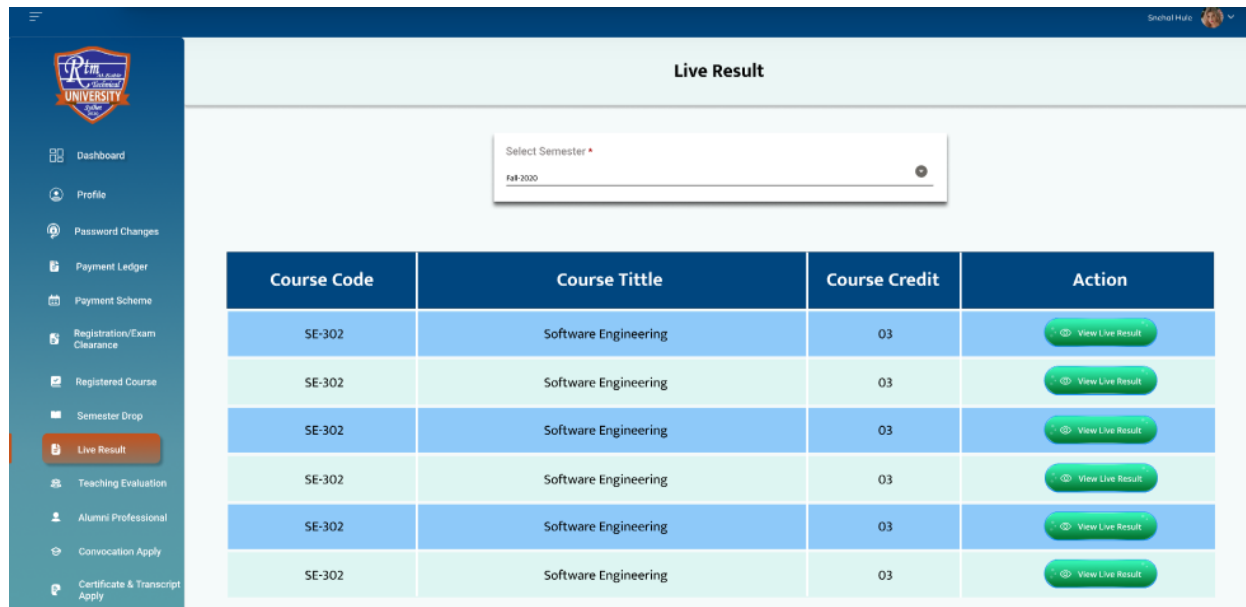 Snehal Hule
Rtm
Al-Kabir
Technical
UNIVERSITY
Sylhet
Live Result
Dashboard
Profile
Password Changes
Payment Ledger
Payment Scheme
Registration/Exam
Clearance
Registered Course
Semester Drop
Live Result
Teaching Evaluation
Alumni Professional
Convocation Apply
Certificate & Transcript
Apply
Select Semester *
Fall-2020
Course Code Course Tittle Course Credit Action
SE-302 Software Engineering 03 View Live Result
SE-302 Software Engineering 03 View Live Result
SE-302 Software Engineering 03 View Live Result
SE-302 Software Engineering 03 View Live Result
SE-302 Software Engineering 03 View Live Result
SE-302 Software Engineering 03 View Live Result